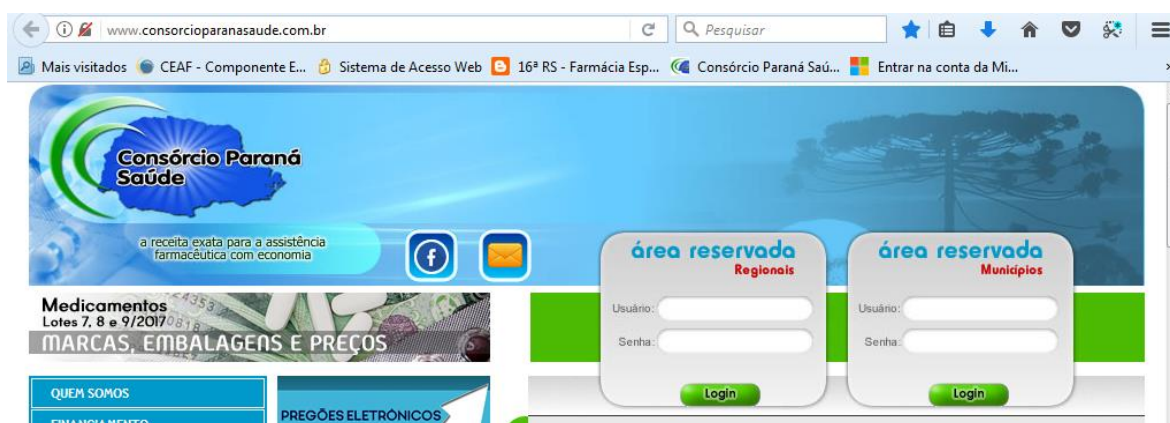 www.consorcioparanasaude.com.br
Pesquisar
Mais visitados CEAF - Componente E... Sistema de Acesso Web 16ª RS - Farmácia Esp... Consórcio Paraná Saú... Entrar na conta da Mi...
Consórcio Paraná
Saúde
a receita exata para a assistência
farmacêutica com economia
área reservada
Regionais
Usuário:
Senha:
Login
área reservada
Municípios
Usuário:
Senha:
Login
Medicamentos
Lotes 7, 8 e 9/2017
MARCAS, EMBALAGENS E PREÇOS
QUEM SOMOS
FINANCIAMENTO
PREGÕES ELETRÔNICOS